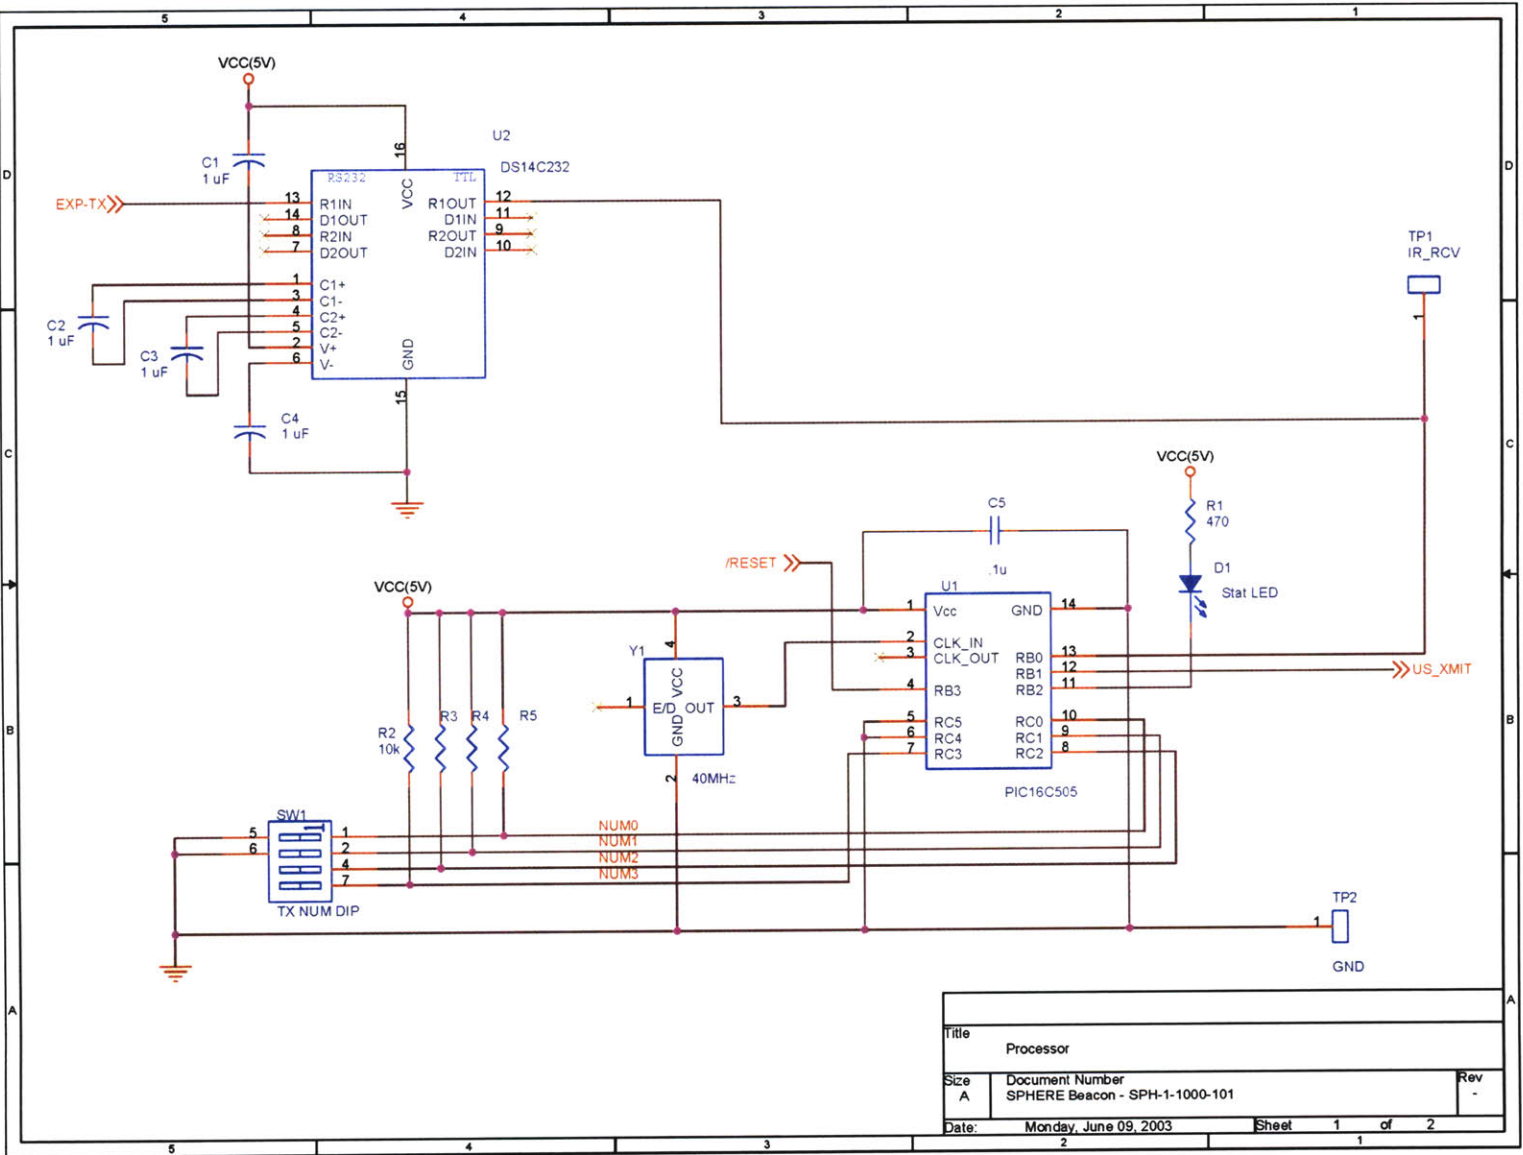 5 4 3 2 1
D
C
B
A
D
C
B
A
VCC(5V)
C1
1 uF
U2
DS14C232
EXP-TX
RS232 TTL
16
VCC
13 R1IN R1OUT 12
14 D1OUT D1IN 11
8 R2IN R2OUT 9
7 D2OUT D2IN 10
1 C1+
3 C1-
4 C2+
5 C2-
2 V+
6 V-
GND
15
C2
1 uF
C3
1 uF
C4
1 uF
TP1
IR_RCV
1
VCC(5V)
R1
470
D1
Stat LED
C5
.1u
/RESET
U1
1 Vcc GND 14
2 CLK_IN
3 CLK_OUT RB0 13
RB1 12
4 RB3 RB2 11
5 RC5 RC0 10
6 RC4 RC1 9
7 RC3 RC2 8
PIC16C505
US_XMIT
VCC(5V)
R2
10k
R3
R4
R5
Y1
4
VCC
1 E/D OUT 3
GND
2
40MHz
SW1
1
5 1
6 2
4
7
TX NUM DIP
NUM0
NUM1
NUM2
NUM3
TP2
1
GND
Title
Processor
Size
A
Document Number
SPHERE Beacon - SPH-1-1000-101
Rev
-
Date: Monday, June 09, 2003 Sheet 1 of 2
5 4 3 2 1